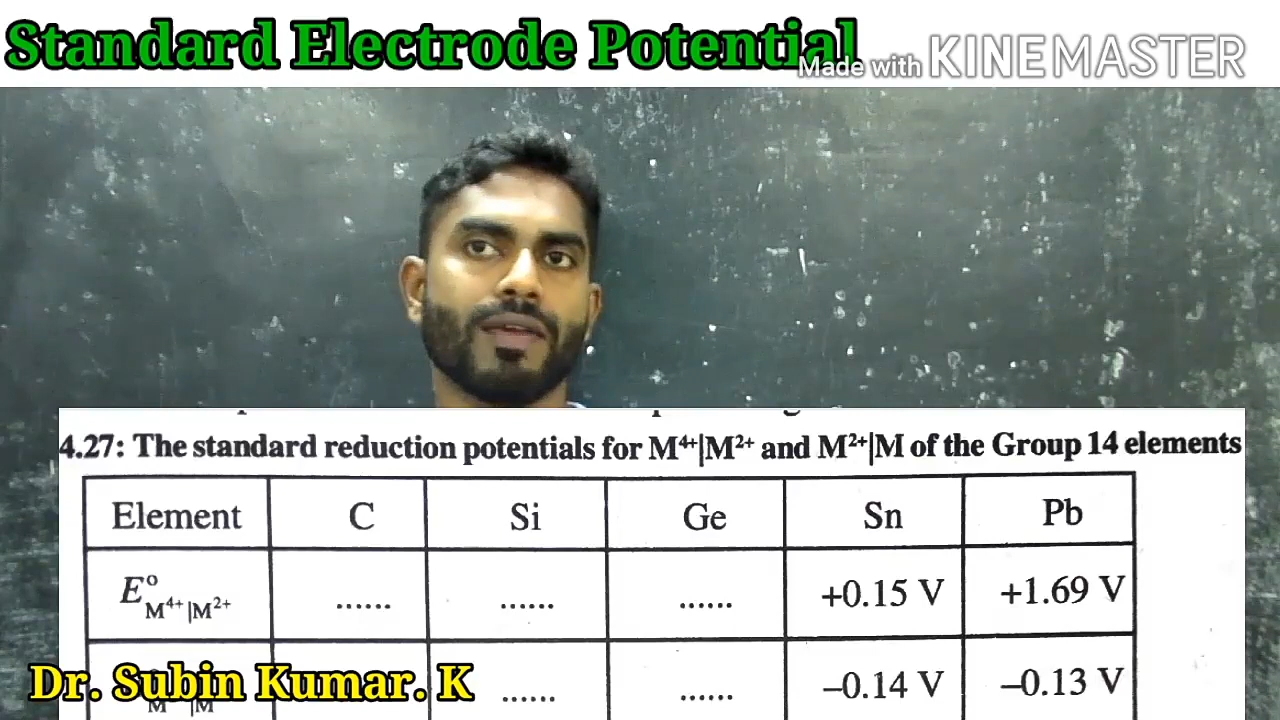 Standard Electrode Potential
Made with KINEMASTER
4.27: The standard reduction potentials for M⁴⁺|M²⁺ and M²⁺|M of the Group 14 elements
Element C Si Ge Sn Pb
E°M⁴⁺|M²⁺ ...... ...... ...... +0.15 V +1.69 V
...... ...... –0.14 V –0.13 V
Dr. Subin Kumar. K